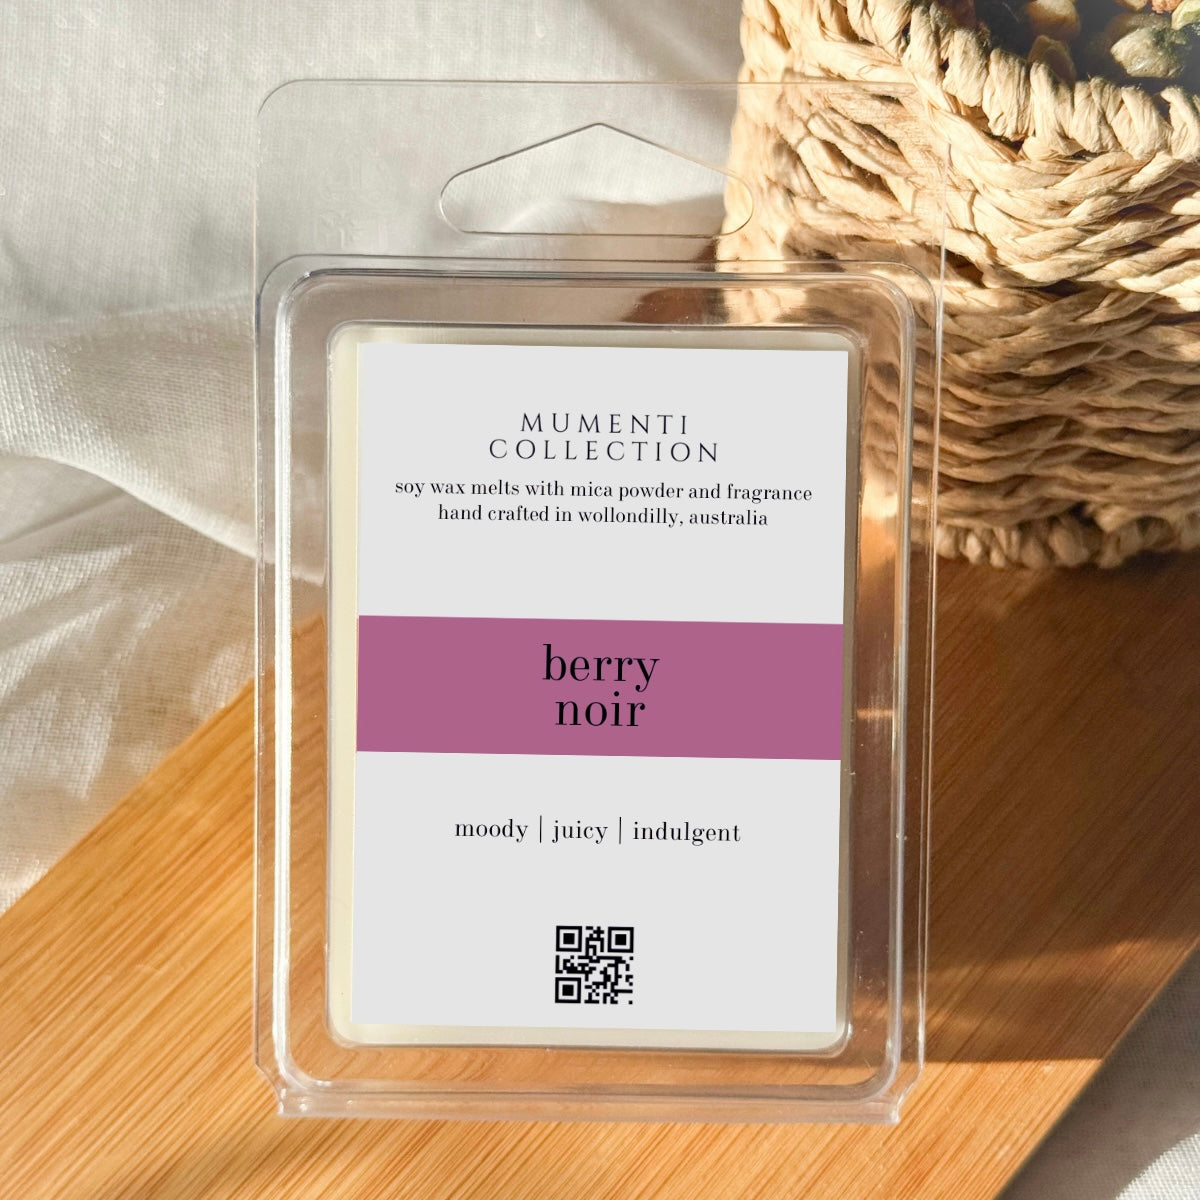 MUMENTI
COLLECTION
soy wax melts with mica powder and fragrance
hand crafted in wollondilly, australia
berry
noir
moody | juicy | indulgent